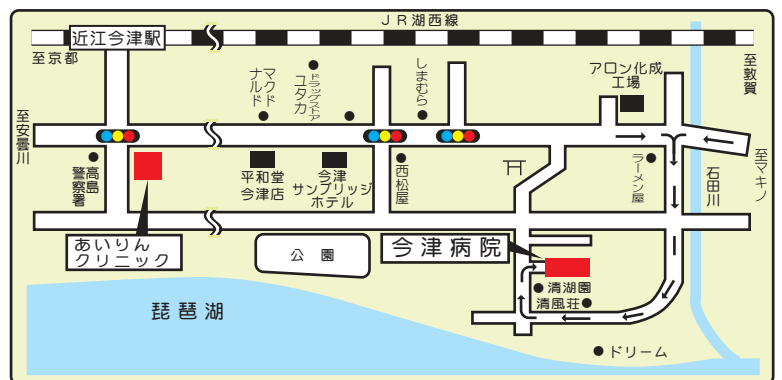 JR湖西線
近江今津駅
至京都
至敦賀
マクド
ナルド
ドラッグストア
ユタカ
しまむら
アロン化成
工場
至安曇川
至マキノ
高島
警察署
平和堂
今津店
今津
サンブリッジ
ホテル
西松屋
ラーメン屋
石田川
あいりん
クリニック
公園
今津病院
清湖園
清風荘
琵琶湖
ドリーム